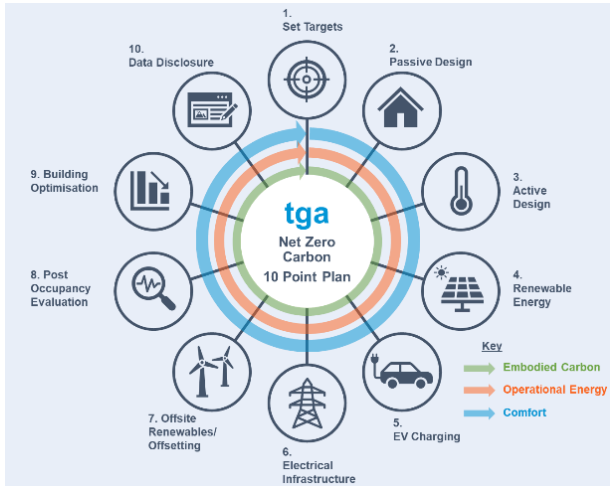 1.
Set Targets
2.
Passive Design
3.
Active
Design
4.
Renewable
Energy
5.
EV Charging
6.
Electrical
Infrastructure
7. Offsite
Renewables/
Offsetting
8. Post
Occupancy
Evaluation
9. Building
Optimisation
10.
Data Disclosure
tga
Net Zero
Carbon
10 Point Plan
Key
Embodied Carbon
Operational Energy
Comfort